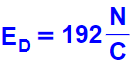 E_D = 192 N/C